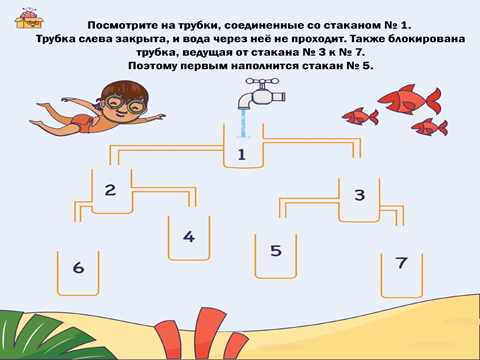 Посмотрите на трубки, соединенные со стаканом № 1.
Трубка слева закрыта, и вода через неё не проходит. Также блокирована
трубка, ведущая от стакана № 3 к № 7.
Поэтому первым наполнится стакан № 5.
1
2
3
4
5
6
7